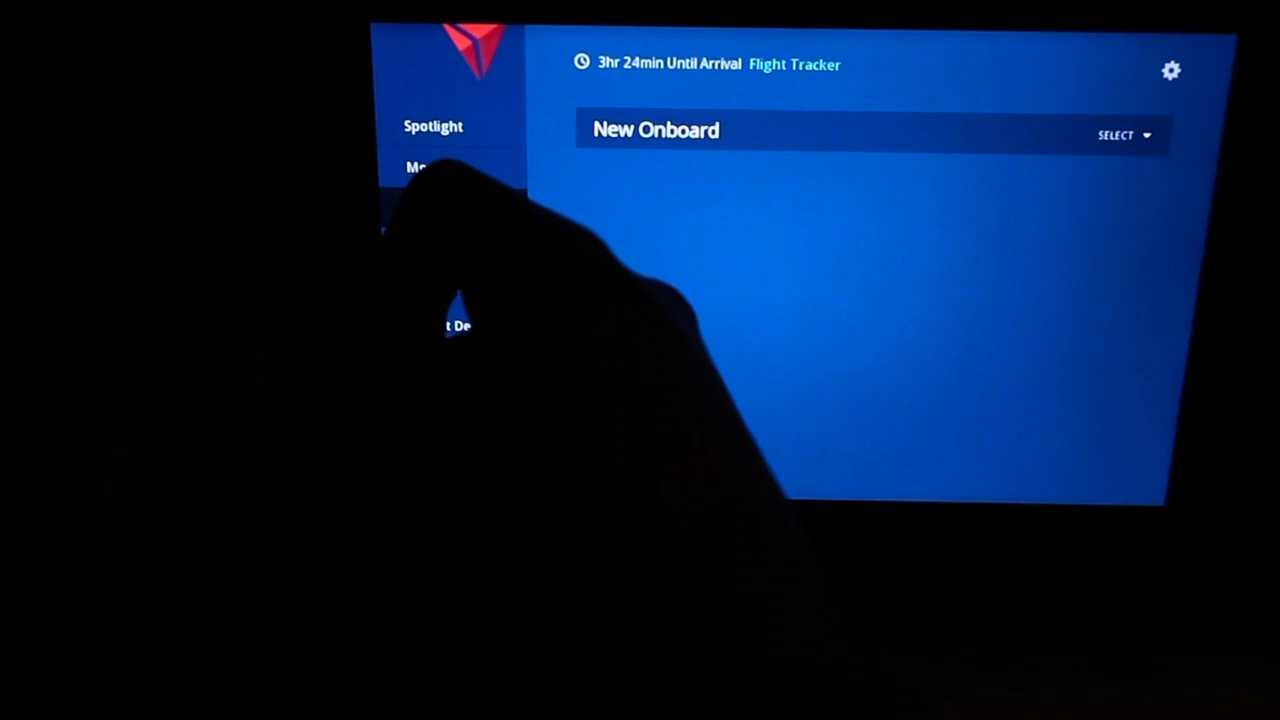 3hr 24min Until Arrival Flight Tracker
New Onboard
SELECT
Spotlight